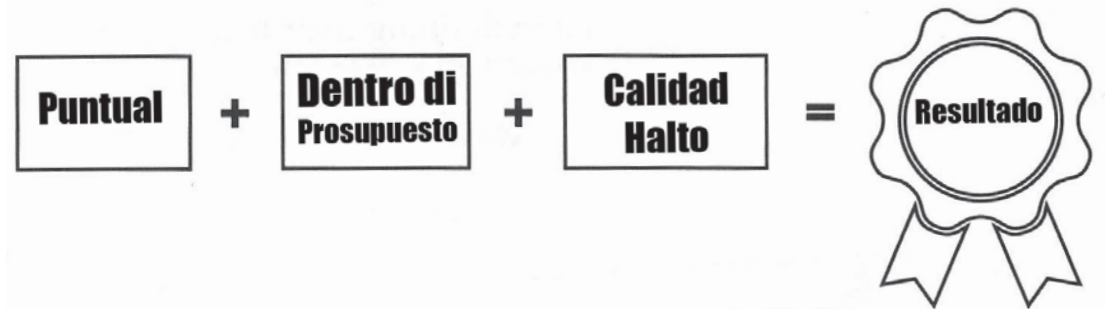 Puntual
+
Dentro di
Prosupuesto
+
Calidad
Halto
=
Resultado